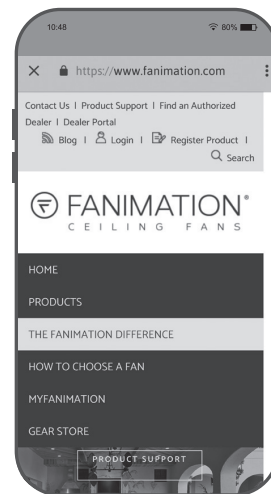 10:48 80%
https://www.fanimation.com
Contact Us | Product Support | Find an Authorized
Dealer | Dealer Portal
Blog | Login | Register Product |
Search
FANIMATION®
CEILING FANS
HOME
PRODUCTS
THE FANIMATION DIFFERENCE
HOW TO CHOOSE A FAN
MYFANIMATION
GEAR STORE
PRODUCT SUPPORT